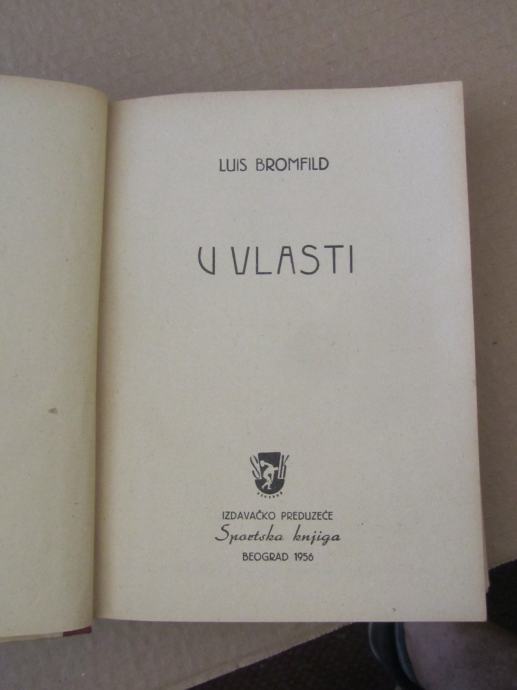 LUIS BROMFILD
U VLASTI
IZDAVAČKO PREDUZEĆE
Sportska knjiga
BEOGRAD 1956